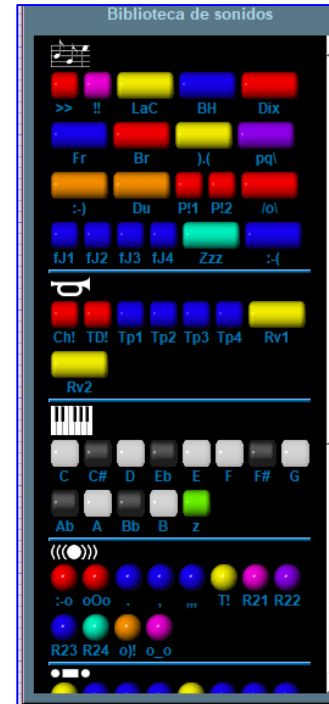 Biblioteca de sonidos
>> !! LaC BH Dix
Fr Br ).( pq\
:-) Du P!1 P!2 /o\
fJ1 fJ2 fJ3 fJ4 Zzz :-(
Ch! TD! Tp1 Tp2 Tp3 Tp4 Rv1
Rv2
C C# D Eb E F F# G
Ab A Bb B z
:-o oOo . , ,,, T! R21 R22
R23 R24 o)! o_o